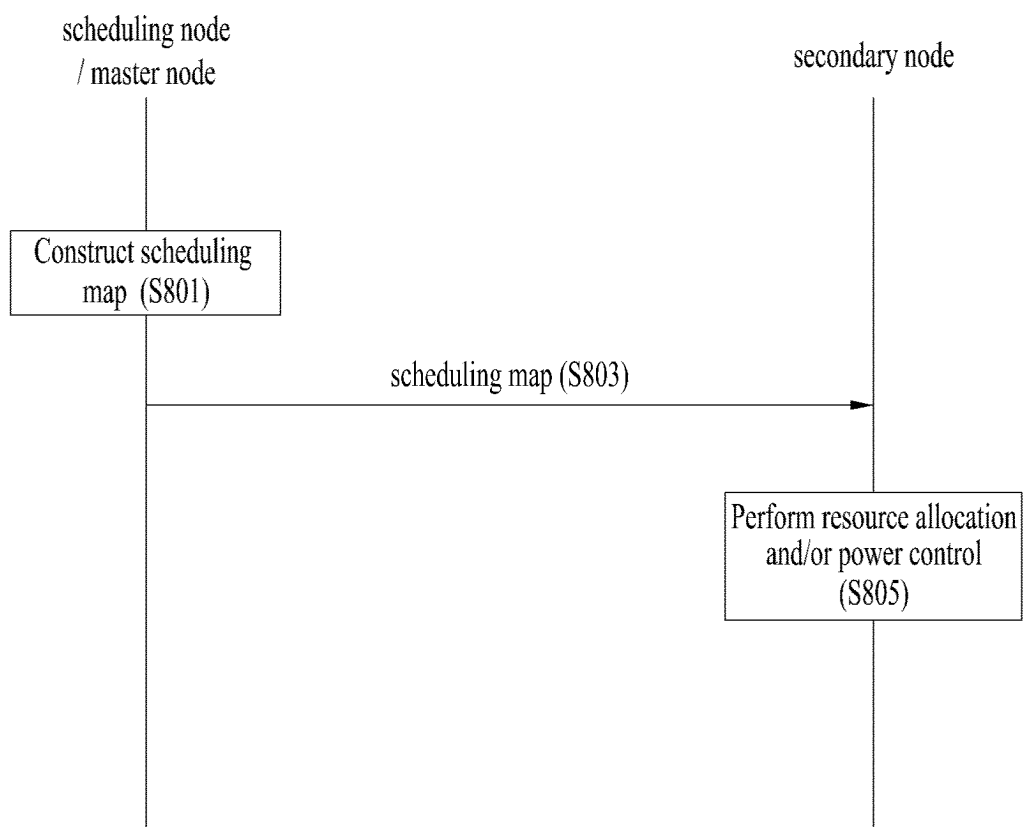 scheduling node
/ master node
secondary node
Construct scheduling
map (S801)
scheduling map (S803)
Perform resource allocation
and/or power control
(S805)